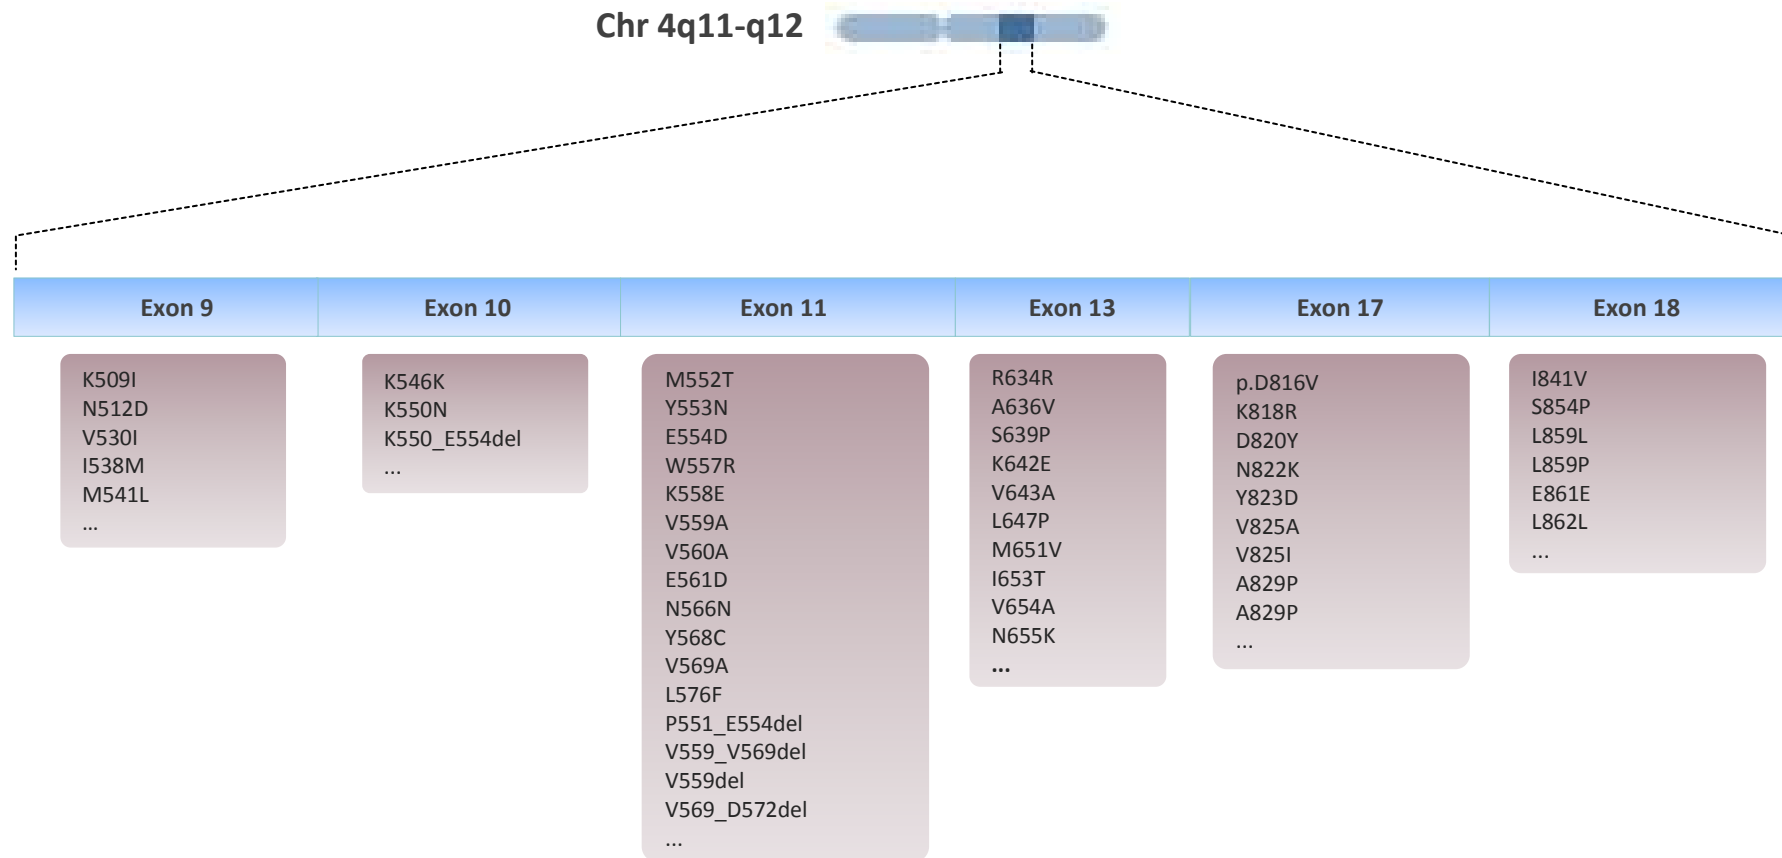 Chr 4q11-q12
Exon 9
Exon 10
Exon 11
Exon 13
Exon 17
Exon 18
K509I
N512D
V530I
I538M
M541L
...
K546K
K550N
K550_E554del
...
M552T
Y553N
E554D
W557R
K558E
V559A
V560A
E561D
N566N
Y568C
V569A
L576F
P551_E554del
V559_V569del
V559del
V569_D572del
...
R634R
A636V
S639P
K642E
V643A
L647P
M651V
I653T
V654A
N655K
...
p.D816V
K818R
D820Y
N822K
Y823D
V825A
V825I
A829P
A829P
...
I841V
S854P
L859L
L859P
E861E
L862L
...